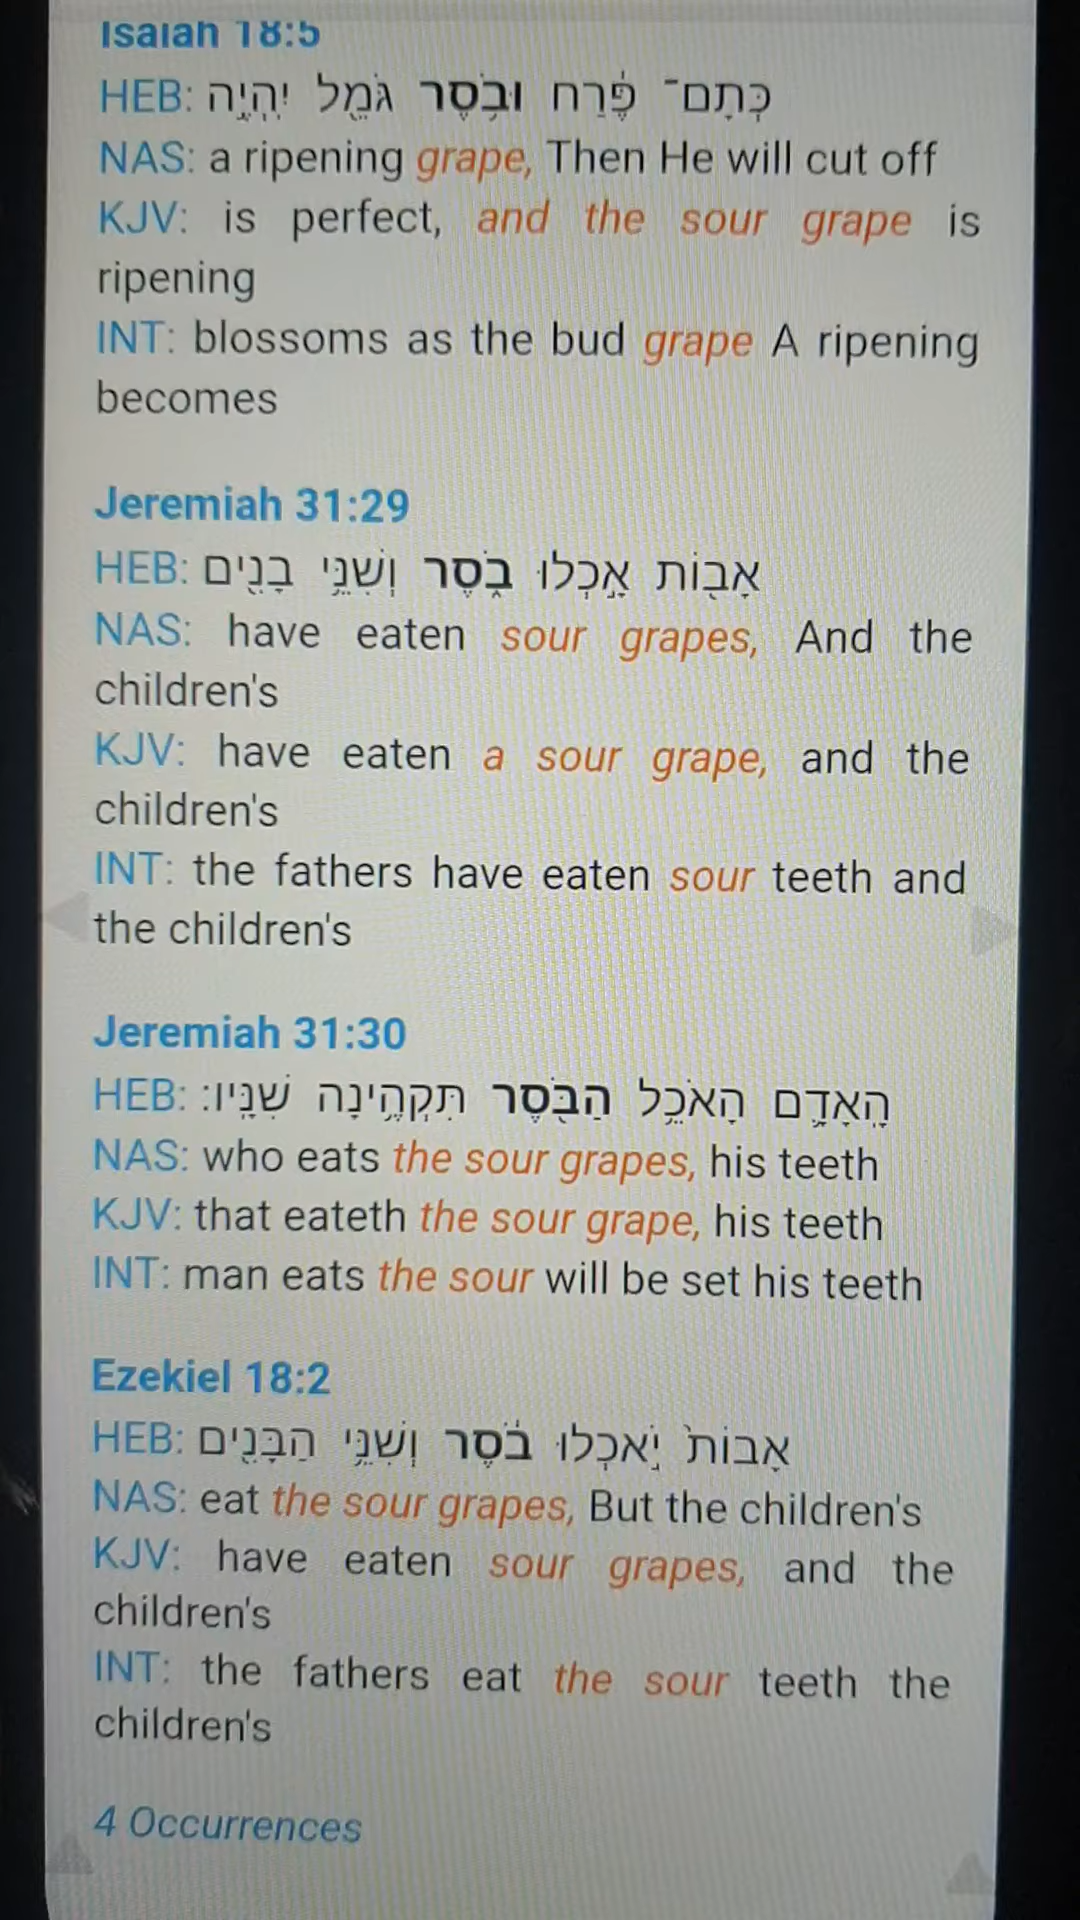 Isaiah 18:5
HEB: כְּתָם־ פֶּ֔רַח וּבֹ֥סֶר גֹּמֵ֖ל יִֽהְיֶ֣ה
NAS: a ripening grape, Then He will cut off
KJV: is perfect, and the sour grape is
ripening
INT: blossoms as the bud grape A ripening
becomes
Jeremiah 31:29
HEB: אָב֖וֹת אָ֣כְלוּ בֹ֑סֶר וְשִׁנֵּ֥י בָנִ֖ים
NAS: have eaten sour grapes, And the
children's
KJV: have eaten a sour grape, and the
children's
INT: the fathers have eaten sour teeth and
the children's
Jeremiah 31:30
HEB: הָֽאָדָ֛ם הָאֹכֵ֥ל הַבֹּ֖סֶר תִּקְהֶ֥ינָה שִׁנָּֽיו׃
NAS: who eats the sour grapes, his teeth
KJV: that eateth the sour grape, his teeth
INT: man eats the sour will be set his teeth
Ezekiel 18:2
HEB: אָבוֹת֙ יֹ֣אכְלוּ בֹ֔סֶר וְשִׁנֵּ֥י הַבָּנִ֖ים
NAS: eat the sour grapes, But the children's
KJV: have eaten sour grapes, and the
children's
INT: the fathers eat the sour teeth the
children's
4 Occurrences